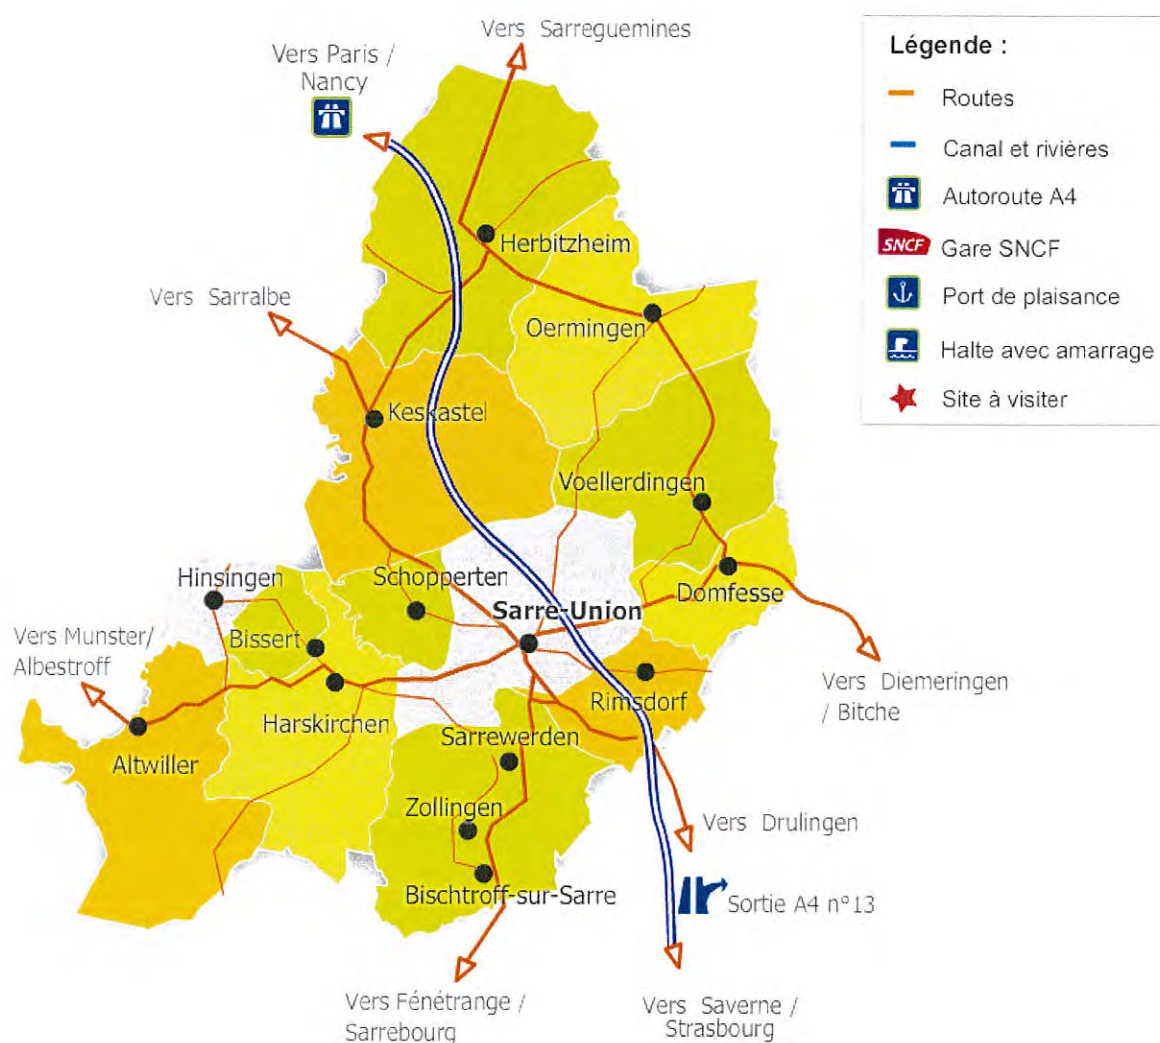 Vers Sarreguemines
Vers Paris /
Nancy
Légende :
Routes
Canal et rivières
Autoroute A4
SNCF
Gare SNCF
Port de plaisance
Halte avec amarrage
Site à visiter
Herbitzheim
Vers Sarralbe
Oermingen
Keskastel
Voellerdingen
Hinsingen
Schopperten
Domfesse
Sarre-Union
Vers Munster/
Albestroff
Bissert
Rimsdorf
Vers Diemeringen
/ Bitche
Harskirchen
Sarrewerden
Altwiller
Zollingen
Vers Drulingen
Bischtroff-sur-Sarre
Sortie A4 n°13
Vers Fénétrange /
Sarrebourg
Vers Saverne /
Strasbourg